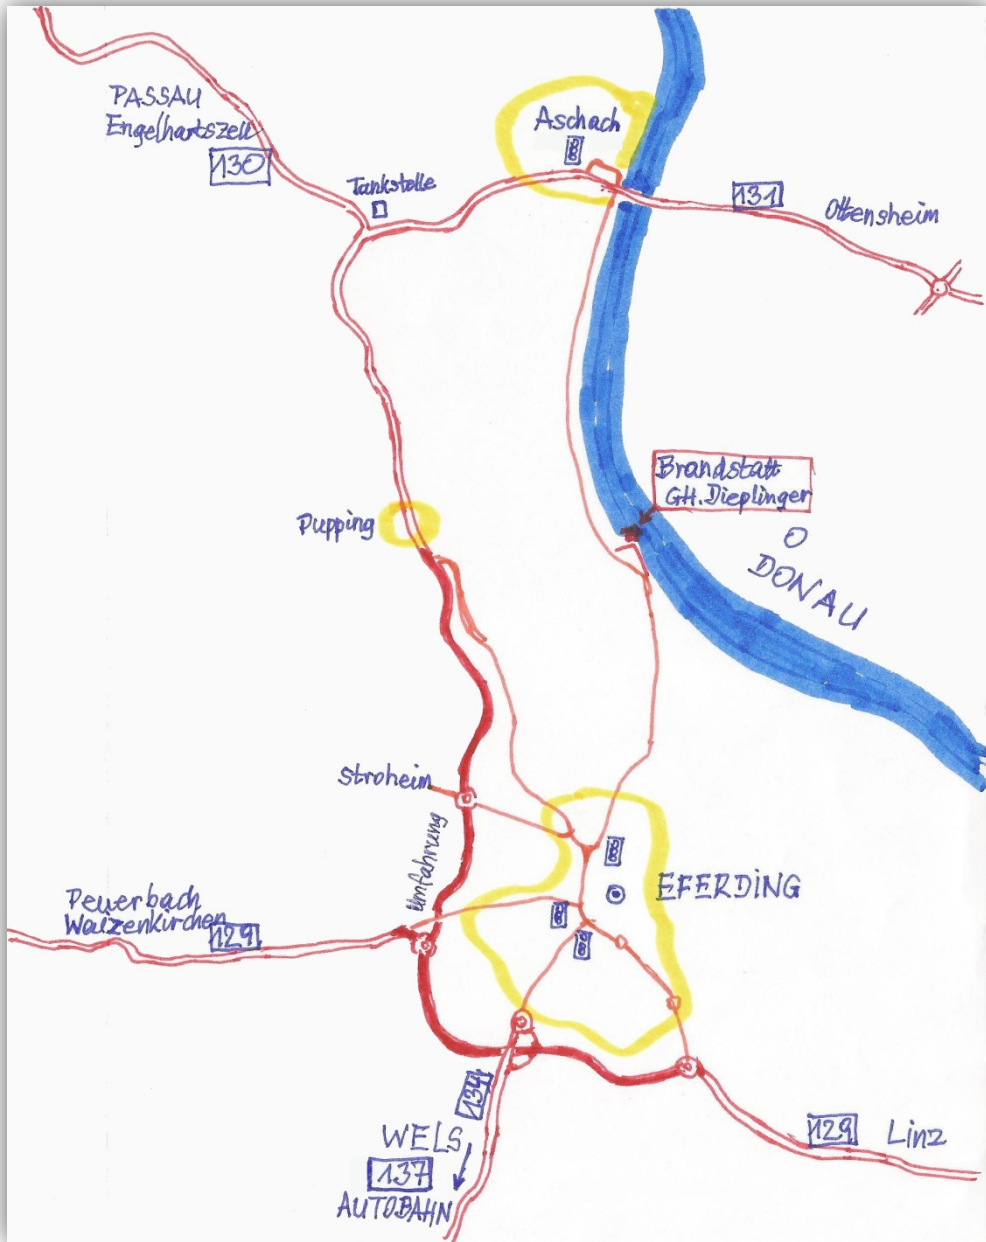 PASSAU
Engelhartszell
130
Aschach
Tankstelle
131
Ottensheim
Brandstatt
GH. Dieplinger
Pupping
DONAU
Stroheim
Umfahrung
EFERDING
Peuerbach
Waizenkirchen
129
134
WELS
137
AUTOBAHN
129
Linz